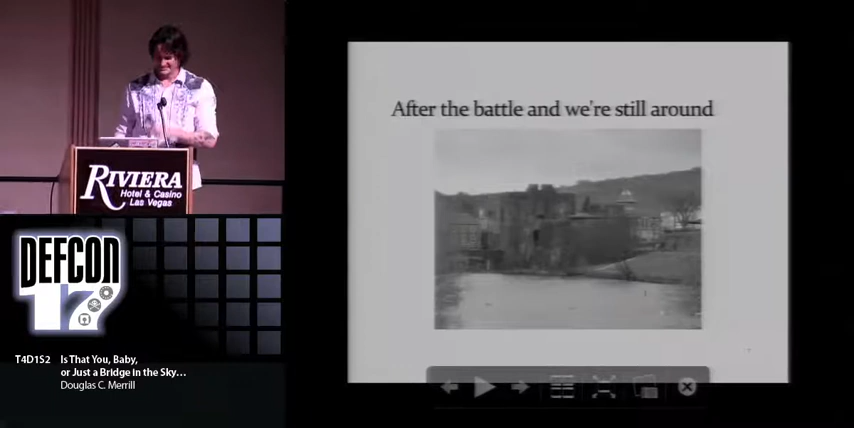 After the battle and we're still around
RIVIERA
Hotel & Casino
Las Vegas
DEFCON
17
T4D1S2 Is That You, Baby,
or Just a Bridge in the Sky...
Douglas C. Merrill